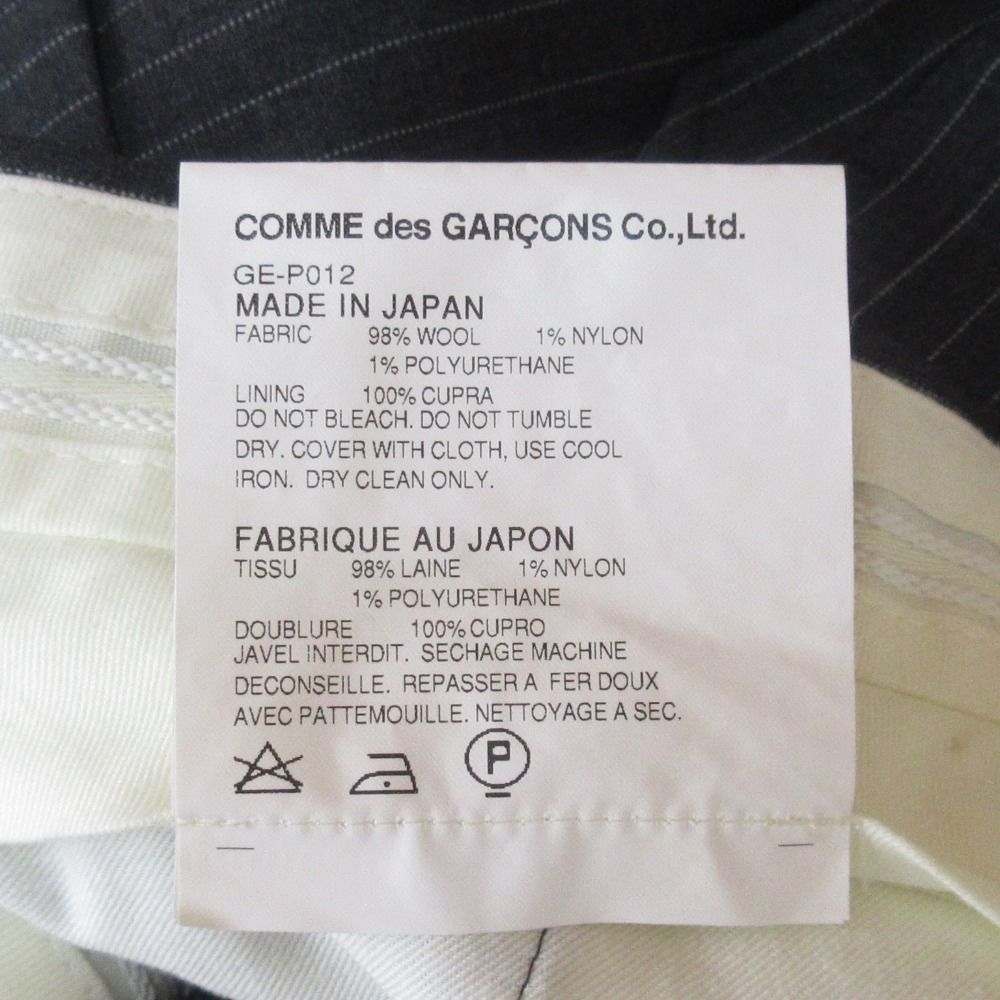 COMME des GARÇONS Co.,Ltd.
GE-P012
MADE IN JAPAN
FABRIC 98% WOOL 1% NYLON
1% POLYURETHANE
LINING 100% CUPRA
DO NOT BLEACH. DO NOT TUMBLE
DRY. COVER WITH CLOTH, USE COOL
IRON. DRY CLEAN ONLY.
FABRIQUE AU JAPON
TISSU 98% LAINE 1% NYLON
1% POLYURETHANE
DOUBLURE 100% CUPRO
JAVEL INTERDIT. SECHAGE MACHINE
DECONSEILLE. REPASSER A FER DOUX
AVEC PATTEMOUILLE. NETTOYAGE A SEC.
P